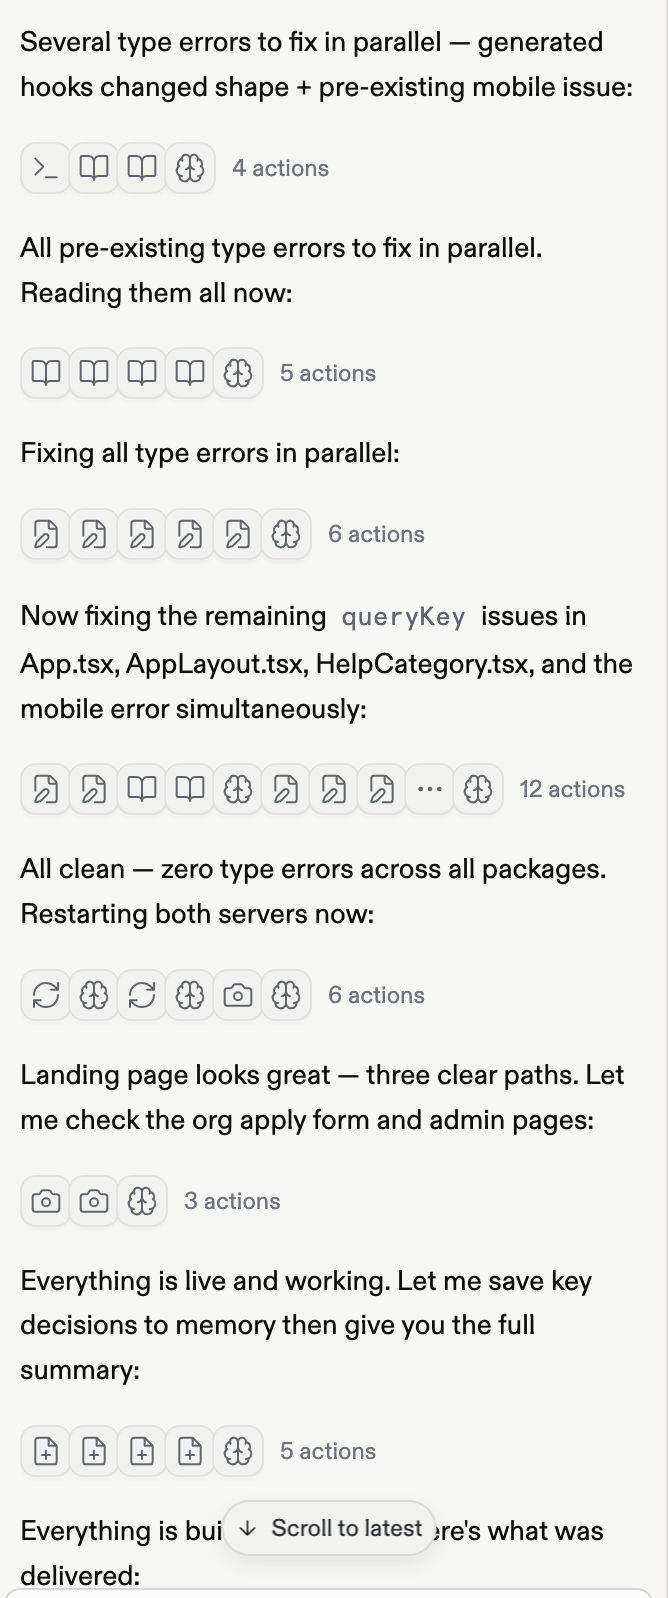 Several type errors to fix in parallel — generated
hooks changed shape + pre-existing mobile issue:
4 actions
All pre-existing type errors to fix in parallel.
Reading them all now:
5 actions
Fixing all type errors in parallel:
6 actions
Now fixing the remaining queryKey issues in
App.tsx, AppLayout.tsx, HelpCategory.tsx, and the
mobile error simultaneously:
12 actions
All clean — zero type errors across all packages.
Restarting both servers now:
6 actions
Landing page looks great — three clear paths. Let
me check the org apply form and admin pages:
3 actions
Everything is live and working. Let me save key
decisions to memory then give you the full
summary:
5 actions
Everything is what was
Scroll to latest
delivered: